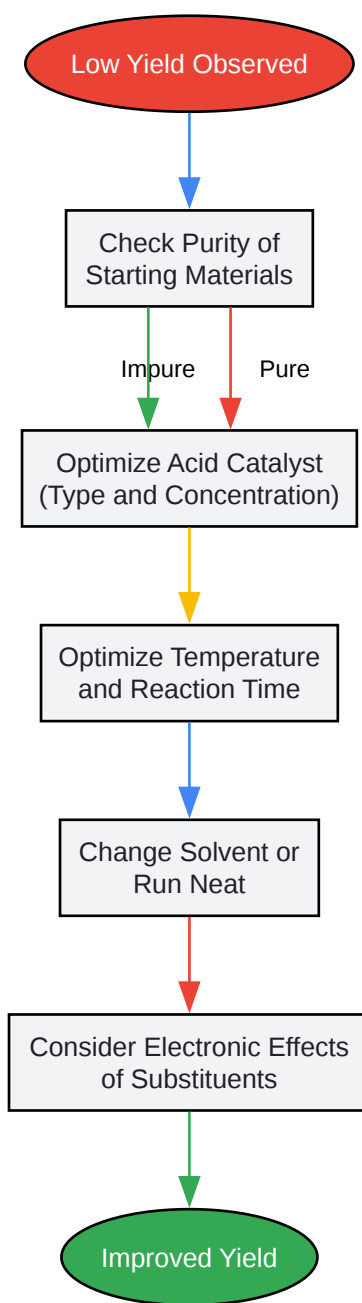 Low Yield Observed
Check Purity of
Starting Materials
Impure
Pure
Optimize Acid Catalyst
(Type and Concentration)
Optimize Temperature
and Reaction Time
Change Solvent or
Run Neat
Consider Electronic Effects
of Substituents
Improved Yield